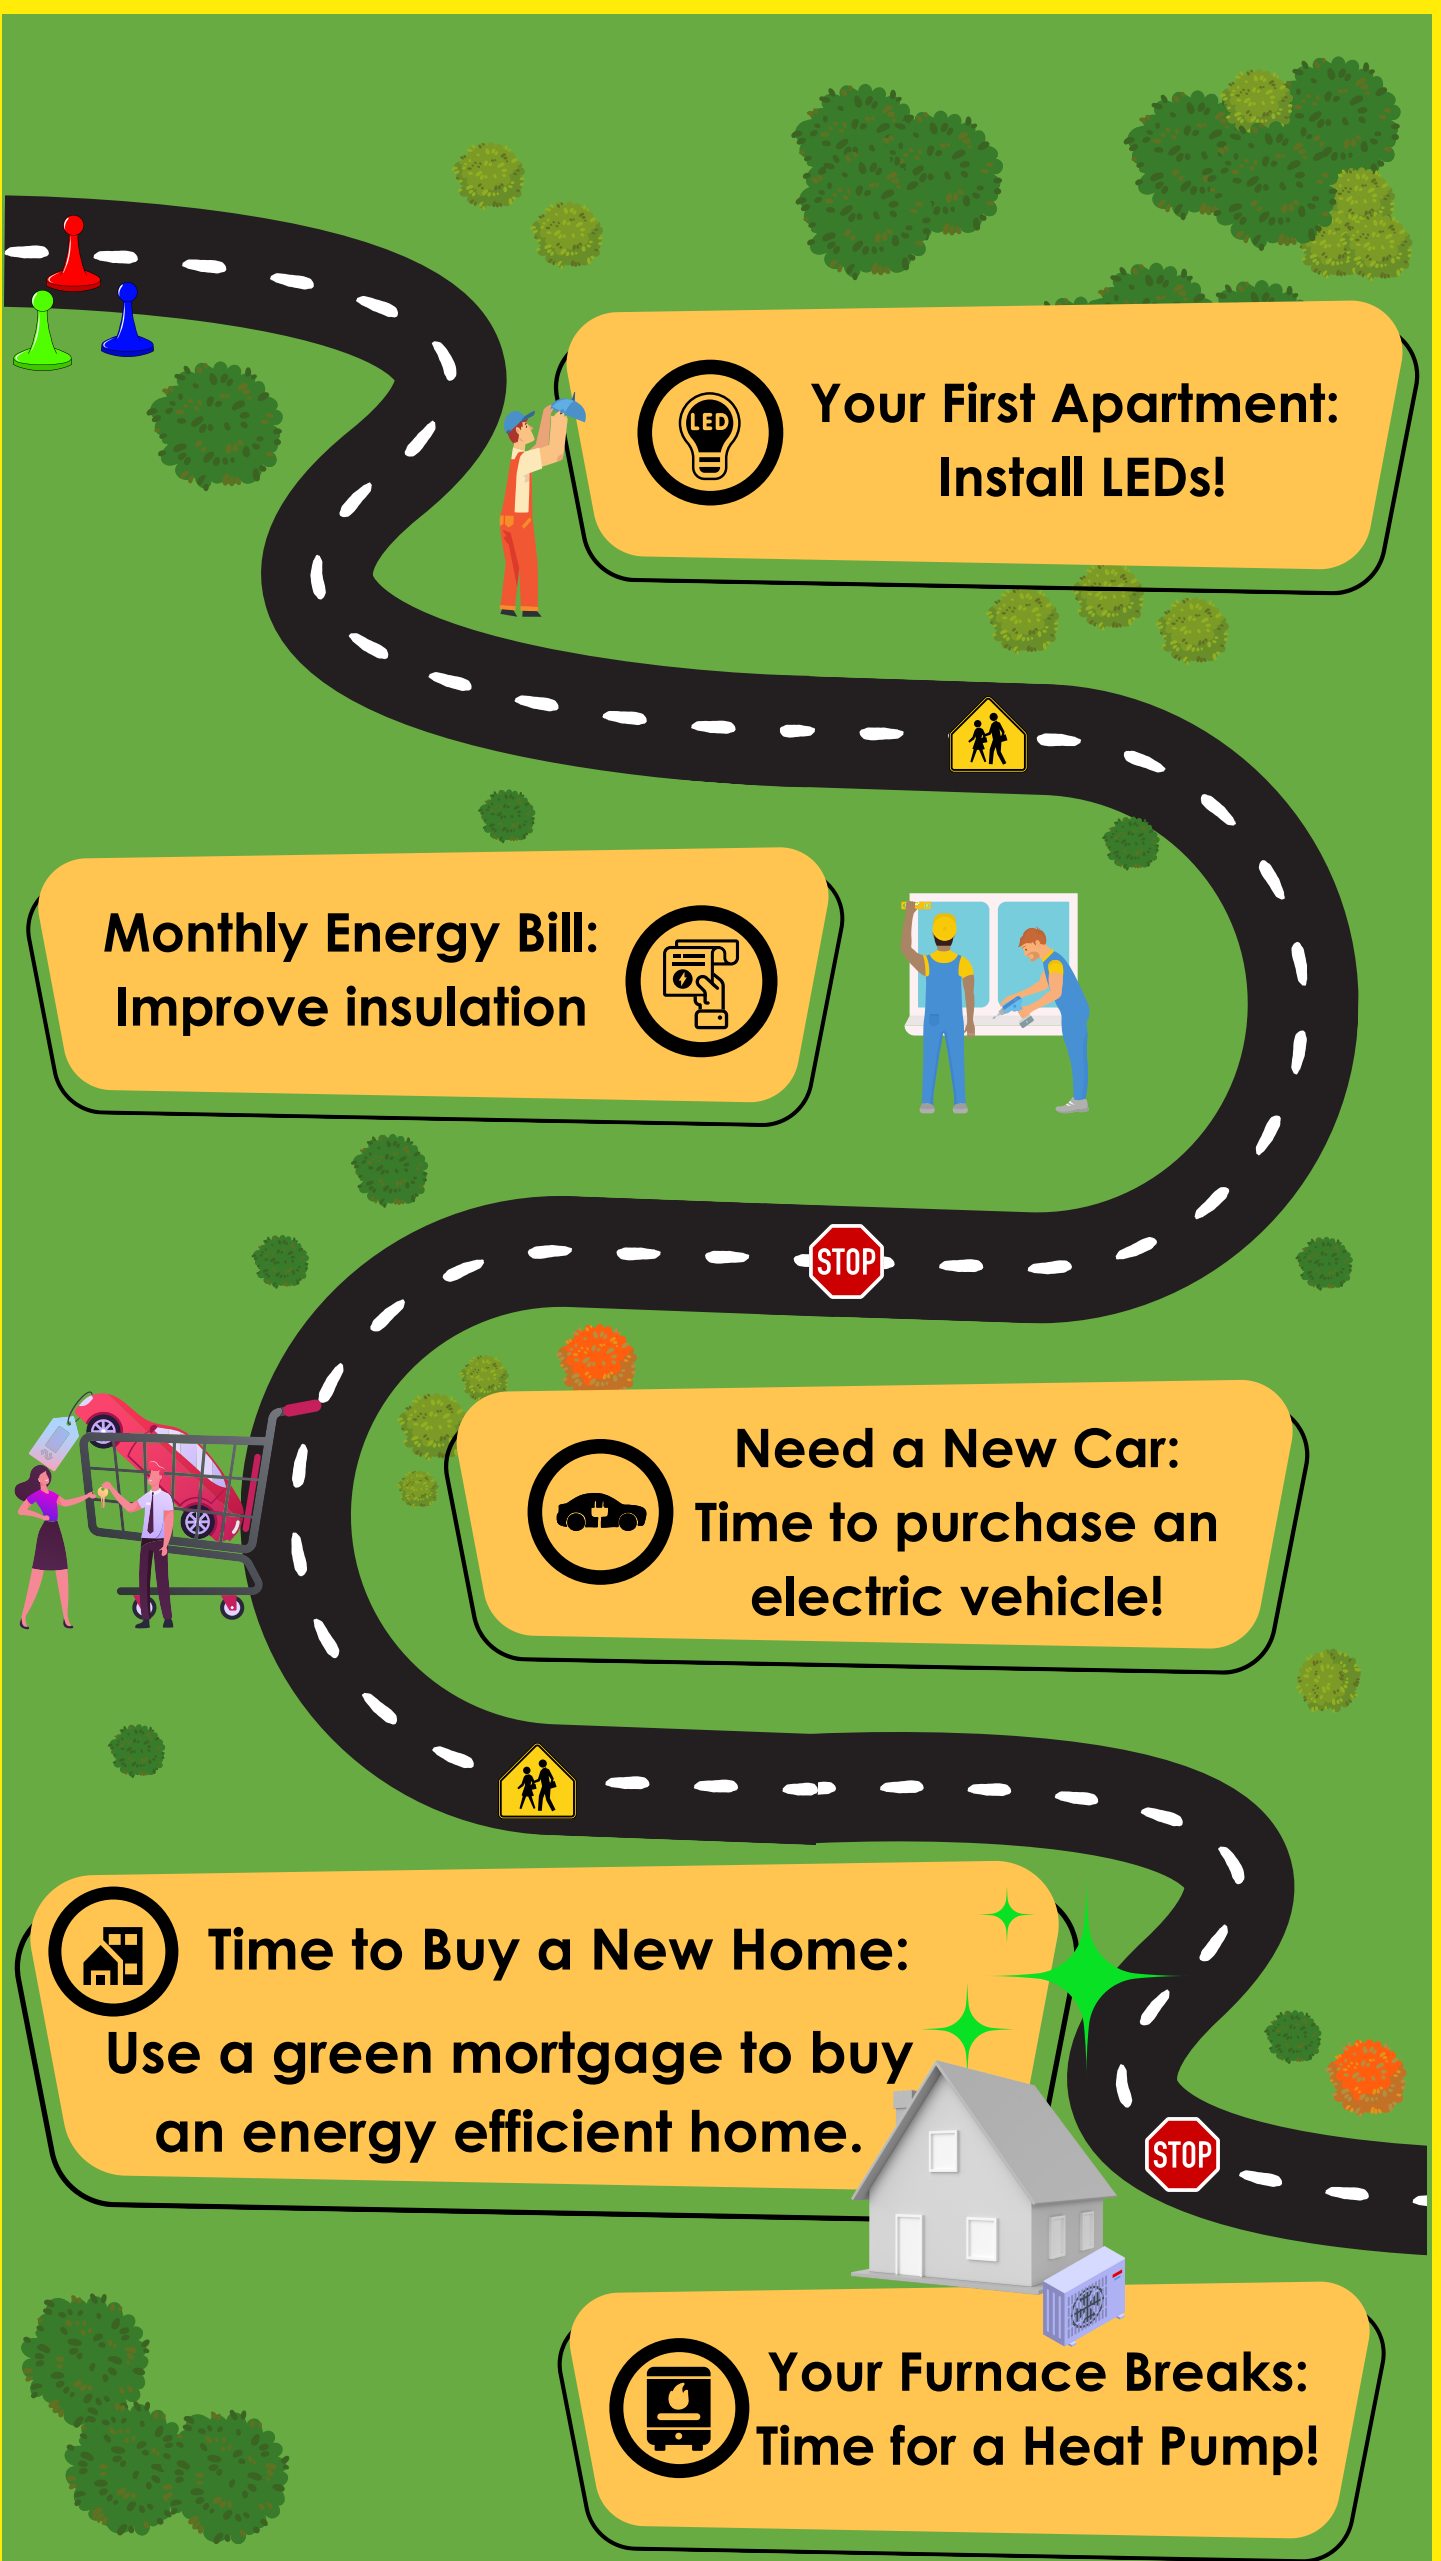 LED
Your First Apartment:
Install LEDs!
Monthly Energy Bill:
Improve insulation
STOP
Need a New Car:
Time to purchase an
electric vehicle!
Time to Buy a New Home:
Use a green mortgage to buy
an energy efficient home.
STOP
Your Furnace Breaks:
Time for a Heat Pump!